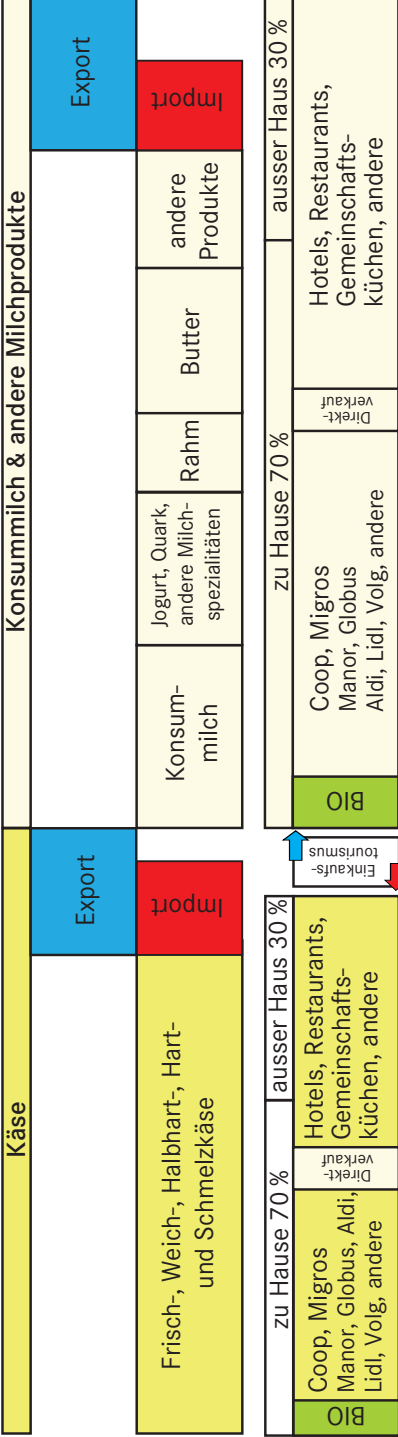 Käse
Konsummilch & andere Milchprodukte
Export
Export
Frisch-, Weich-, Halbhart-, Hart-
und Schmelzkäse
Import
Konsum-
milch
Jogurt, Quark,
andere Milch-
spezialitäten
Rahm
Butter
andere
Produkte
Import
zu Hause 70 %
ausser Haus 30 %
zu Hause 70 %
ausser Haus 30 %
BIO
Coop, Migros
Manor, Globus, Aldi,
Lidl, Volg, andere
Direkt-
verkauf
Hotels, Restaurants,
Gemeinschafts-
küchen, andere
Einkaufs-
tourismus
BIO
Coop, Migros
Manor, Globus
Aldi, Lidl, Volg, andere
Direkt-
verkauf
Hotels, Restaurants,
Gemeinschafts-
küchen, andere